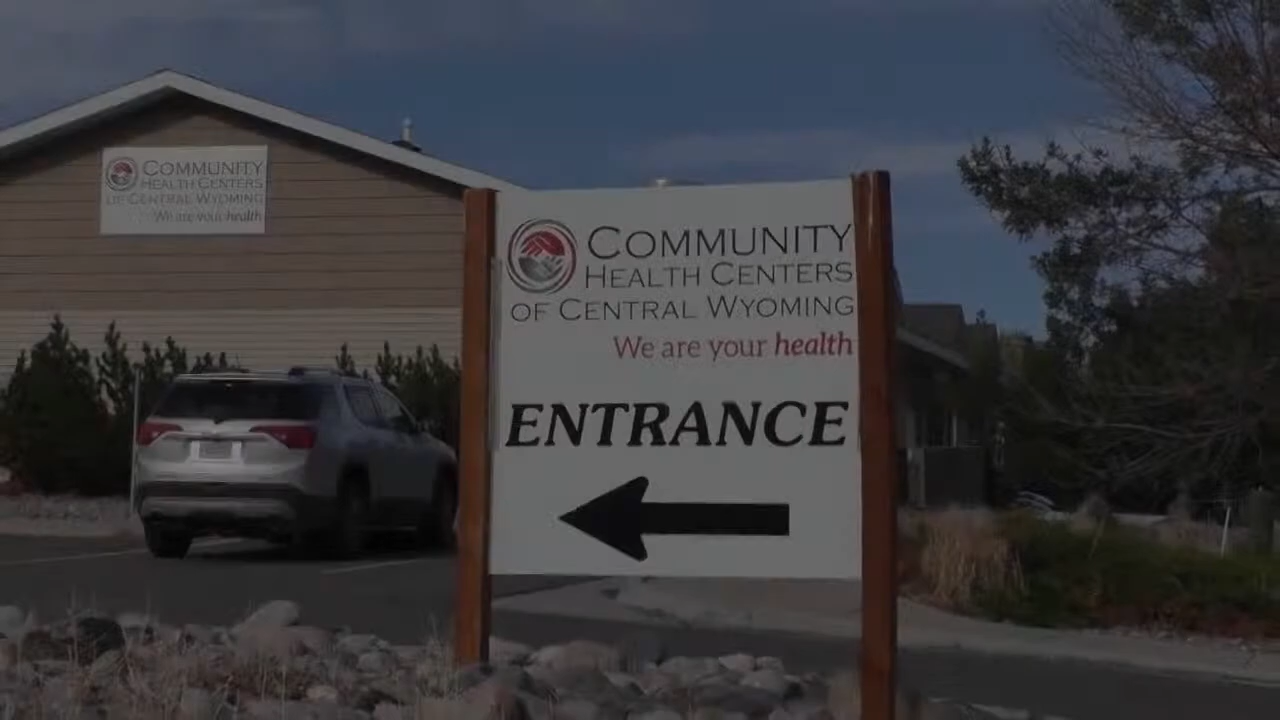 COMMUNITY
HEALTH CENTERS
OF CENTRAL WYOMING
We are your health
COMMUNITY
HEALTH CENTERS
OF CENTRAL WYOMING
We are your health
ENTRANCE